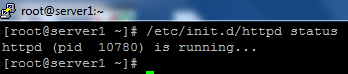 root@server1:~
[root@server1 ~]# /etc/init.d/httpd status
httpd (pid  10780) is running...
[root@server1 ~]#